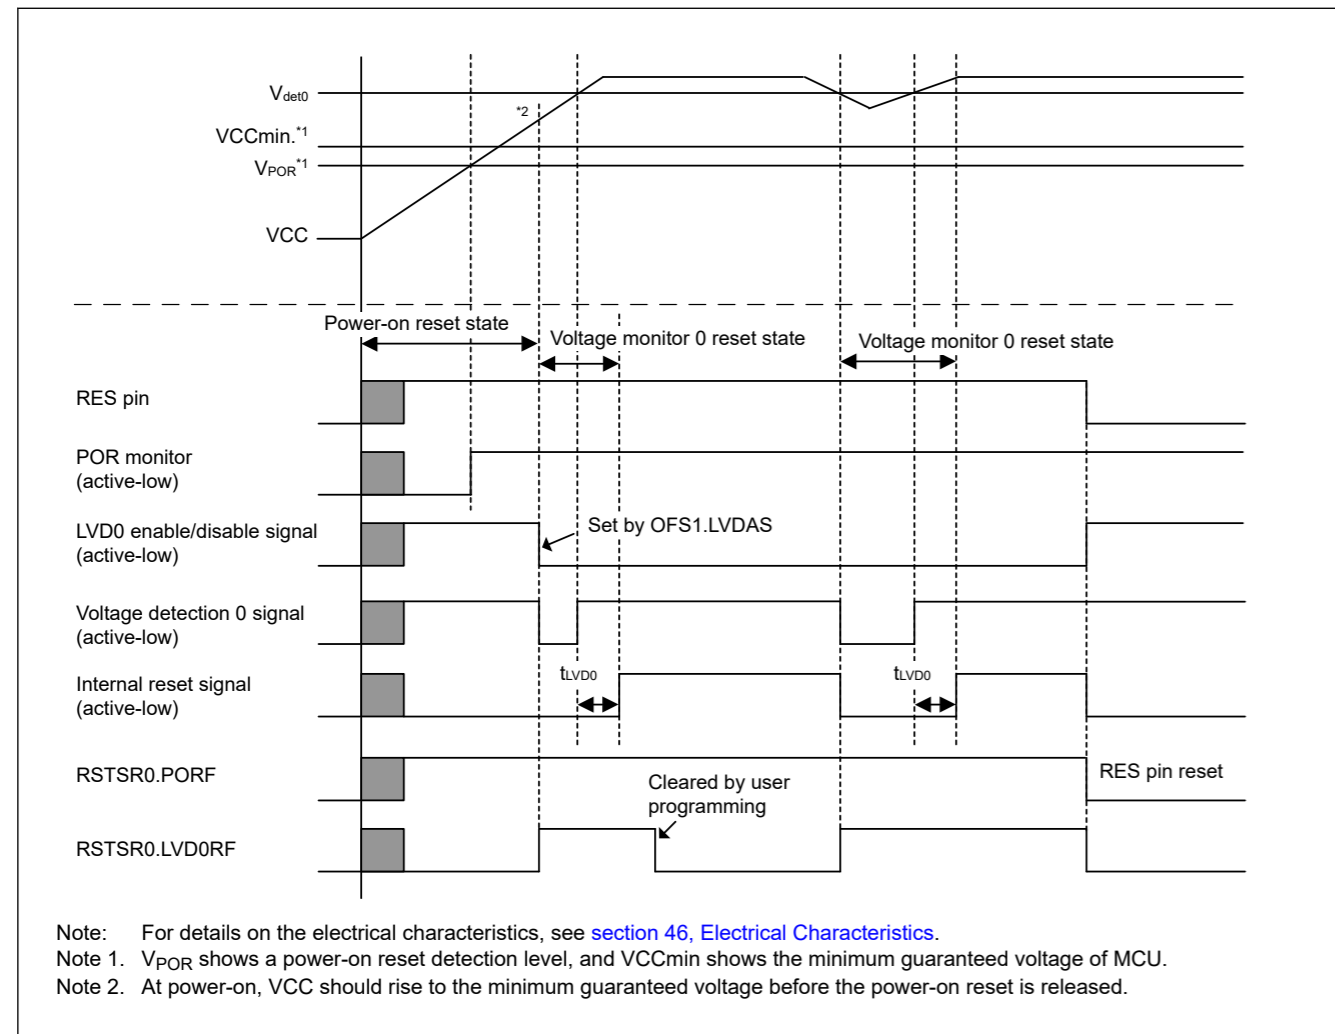 Vdet0
*2
VCCmin.*1
VPOR*1
VCC
Power-on reset state
Voltage monitor 0 reset state
Voltage monitor 0 reset state
RES pin
POR monitor
(active-low)
LVD0 enable/disable signal
(active-low)
Set by OFS1.LVDAS
Voltage detection 0 signal
(active-low)
Internal reset signal
(active-low)
tLVD0
tLVD0
RSTSR0.PORF
RES pin reset
Cleared by user
programming
RSTSR0.LVD0RF
Note: For details on the electrical characteristics, see section 46, Electrical Characteristics.
Note 1. VPOR shows a power-on reset detection level, and VCCmin shows the minimum guaranteed voltage of MCU.
Note 2. At power-on, VCC should rise to the minimum guaranteed voltage before the power-on reset is released.